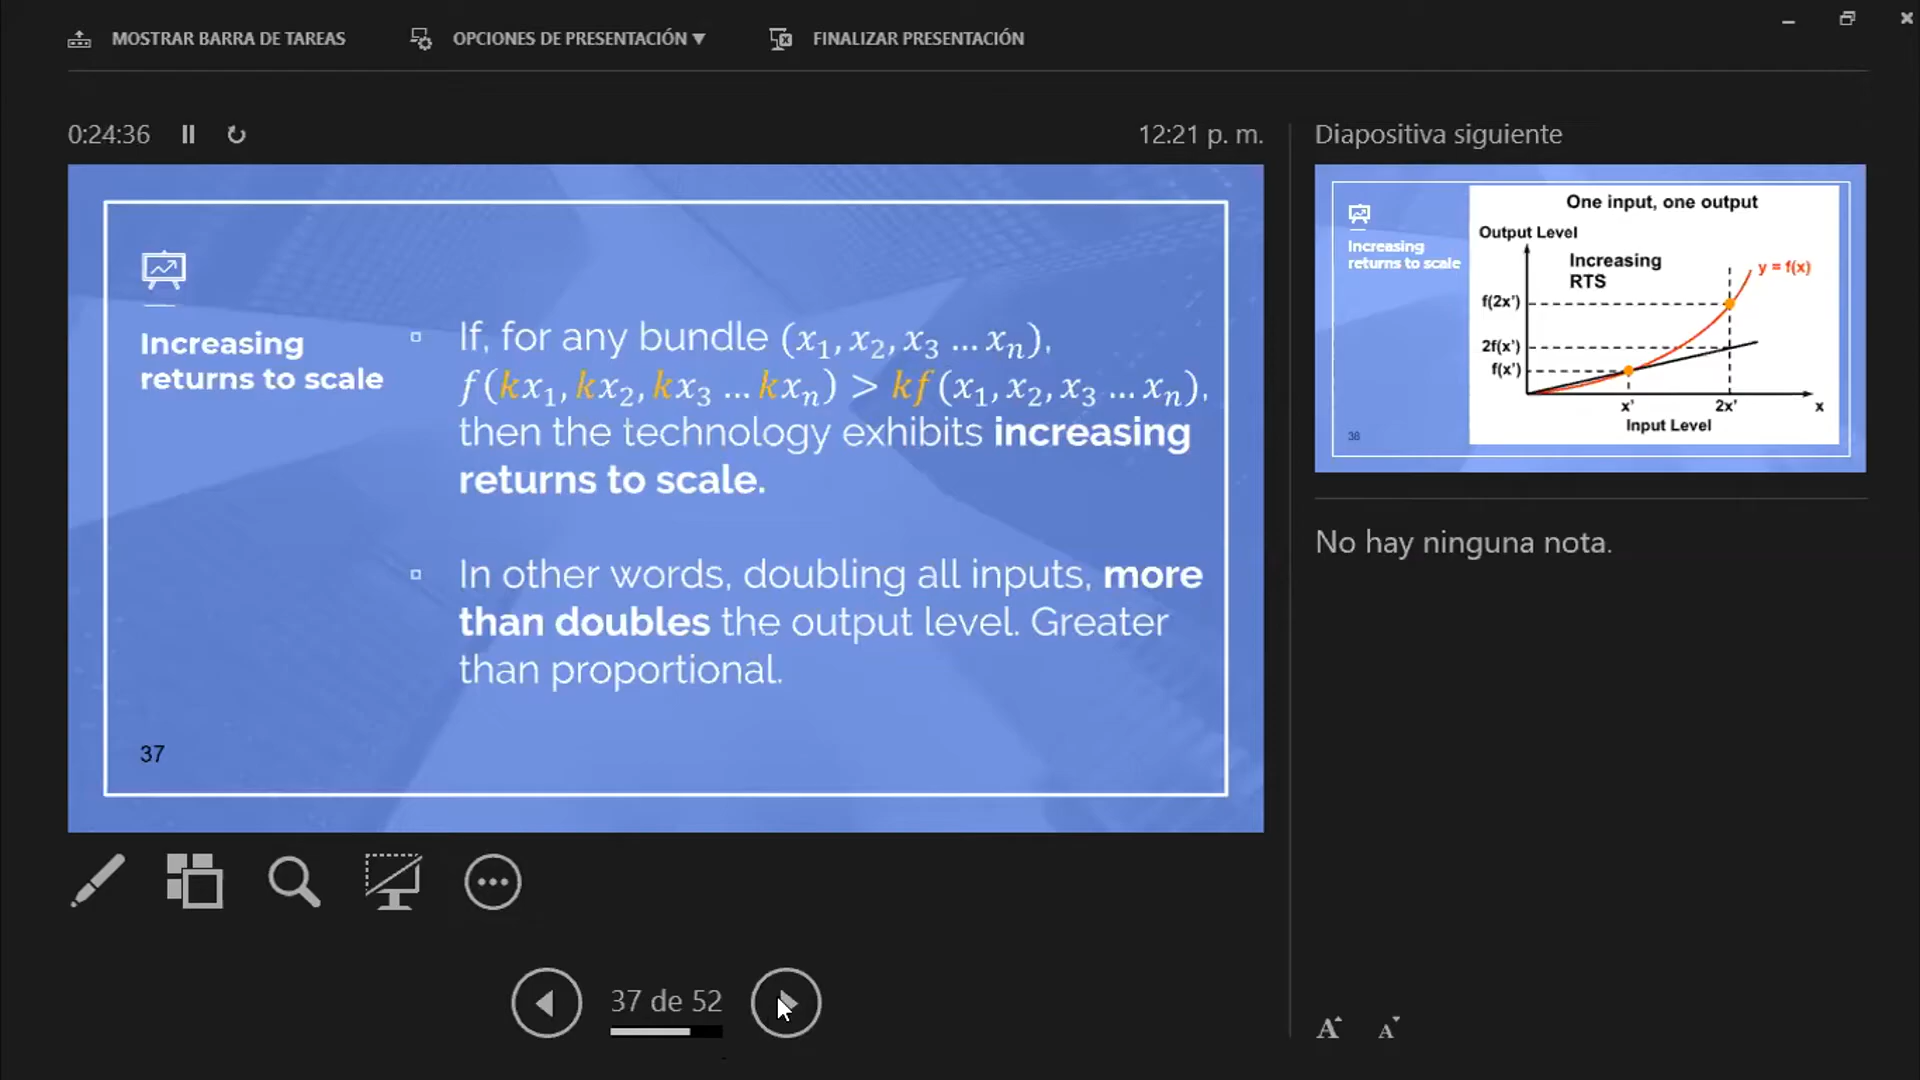 MOSTRAR BARRA DE TAREAS
OPCIONES DE PRESENTACIÓN ▼
FINALIZAR PRESENTACIÓN
0:24:36
12:21 p. m.
Increasing
returns to scale
▫ If, for any bundle (x₁, x₂, x₃ … xₙ),
f(kx₁, kx₂, kx₃ … kxₙ) > kf(x₁, x₂, x₃ … xₙ),
then the technology exhibits increasing
returns to scale.
▫ In other words, doubling all inputs, more
than doubles the output level. Greater
than proportional.
37
37 de 52
Diapositiva siguiente
Increasing
returns to scale
One input, one output
Output Level
Increasing
RTS
y = f(x)
f(2x')
2f(x')
f(x')
x'
2x'
x
Input Level
38
No hay ninguna nota.
A
A